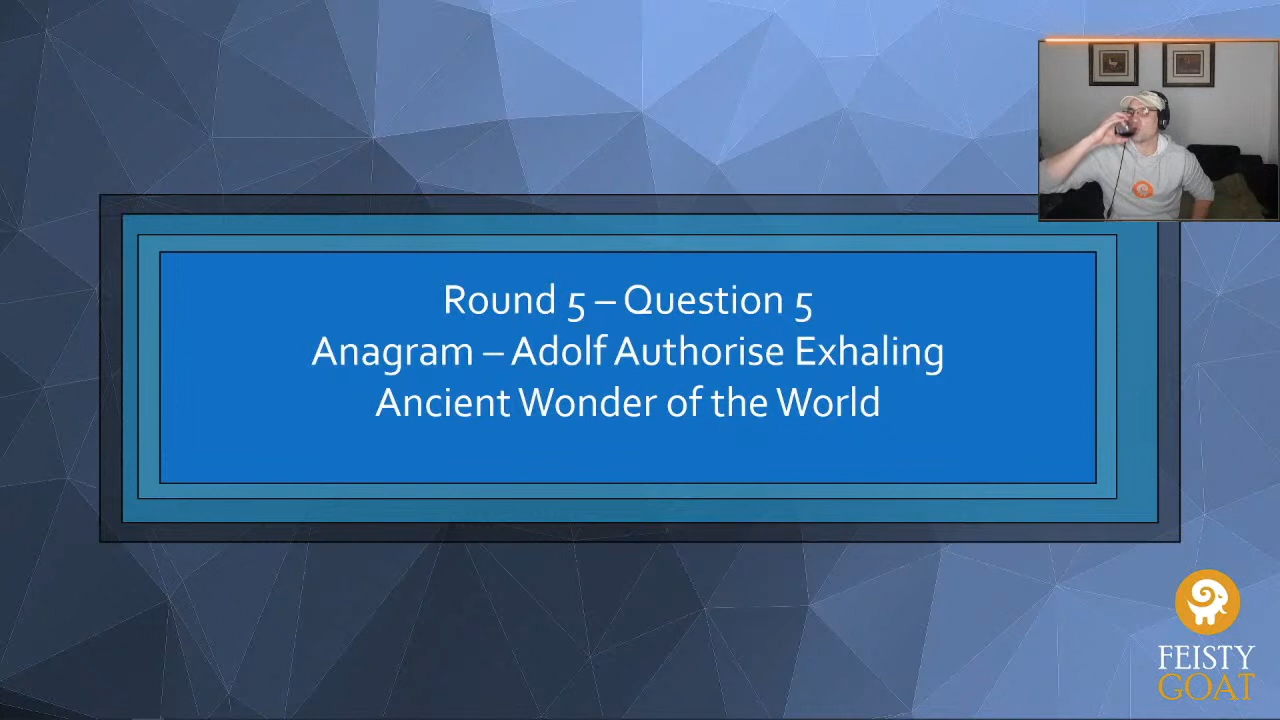 Round 5 – Question 5
Anagram – Adolf Authorise Exhaling
Ancient Wonder of the World
FEISTY
GOAT